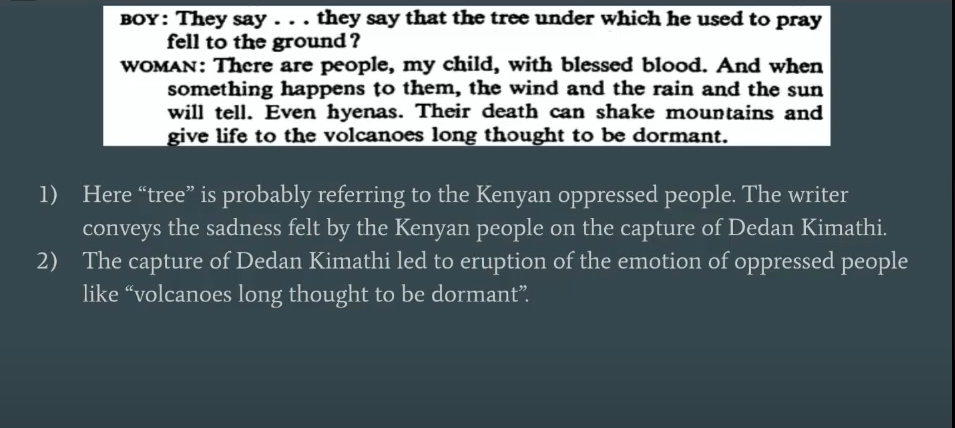 BOY: They say . . . they say that the tree under which he used to pray
fell to the ground?
WOMAN: There are people, my child, with blessed blood. And when
something happens to them, the wind and the rain and the sun
will tell. Even hyenas. Their death can shake mountains and
give life to the volcanoes long thought to be dormant.
1) Here “tree” is probably referring to the Kenyan oppressed people. The writer
conveys the sadness felt by the Kenyan people on the capture of Dedan Kimathi.
2) The capture of Dedan Kimathi led to eruption of the emotion of oppressed people
like “volcanoes long thought to be dormant”.